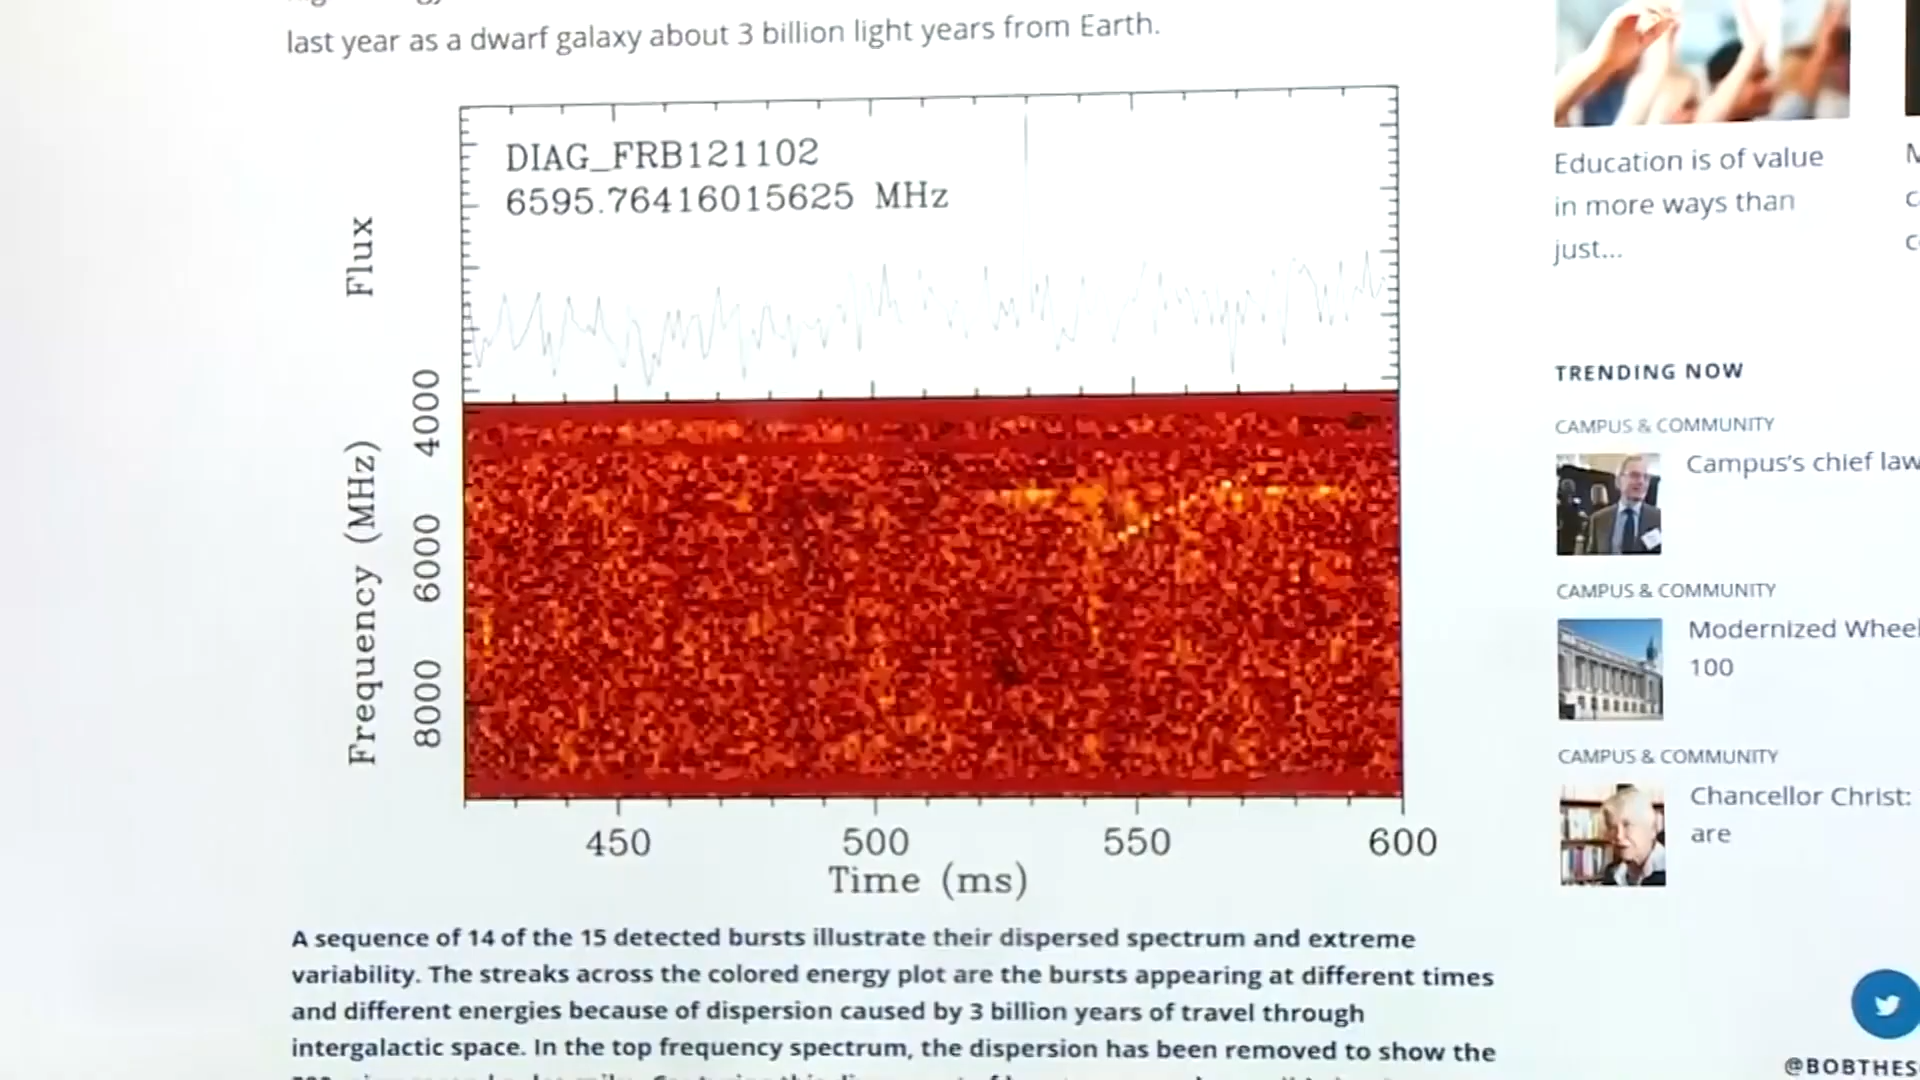 last year as a dwarf galaxy about 3 billion light years from Earth.
DIAG_FRB121102
6595.76416015625 MHz
Flux
Frequency (MHz)
4000
6000
8000
450
500
550
600
Time (ms)
A sequence of 14 of the 15 detected bursts illustrate their dispersed spectrum and extreme
variability. The streaks across the colored energy plot are the bursts appearing at different times
and different energies because of dispersion caused by 3 billion years of travel through
intergalactic space. In the top frequency spectrum, the dispersion has been removed to show the
Education is of value
in more ways than
just...
TRENDING NOW
CAMPUS & COMMUNITY
Campus's chief law
CAMPUS & COMMUNITY
Modernized Wheel
100
CAMPUS & COMMUNITY
Chancellor Christ:
are
@BOBTHES